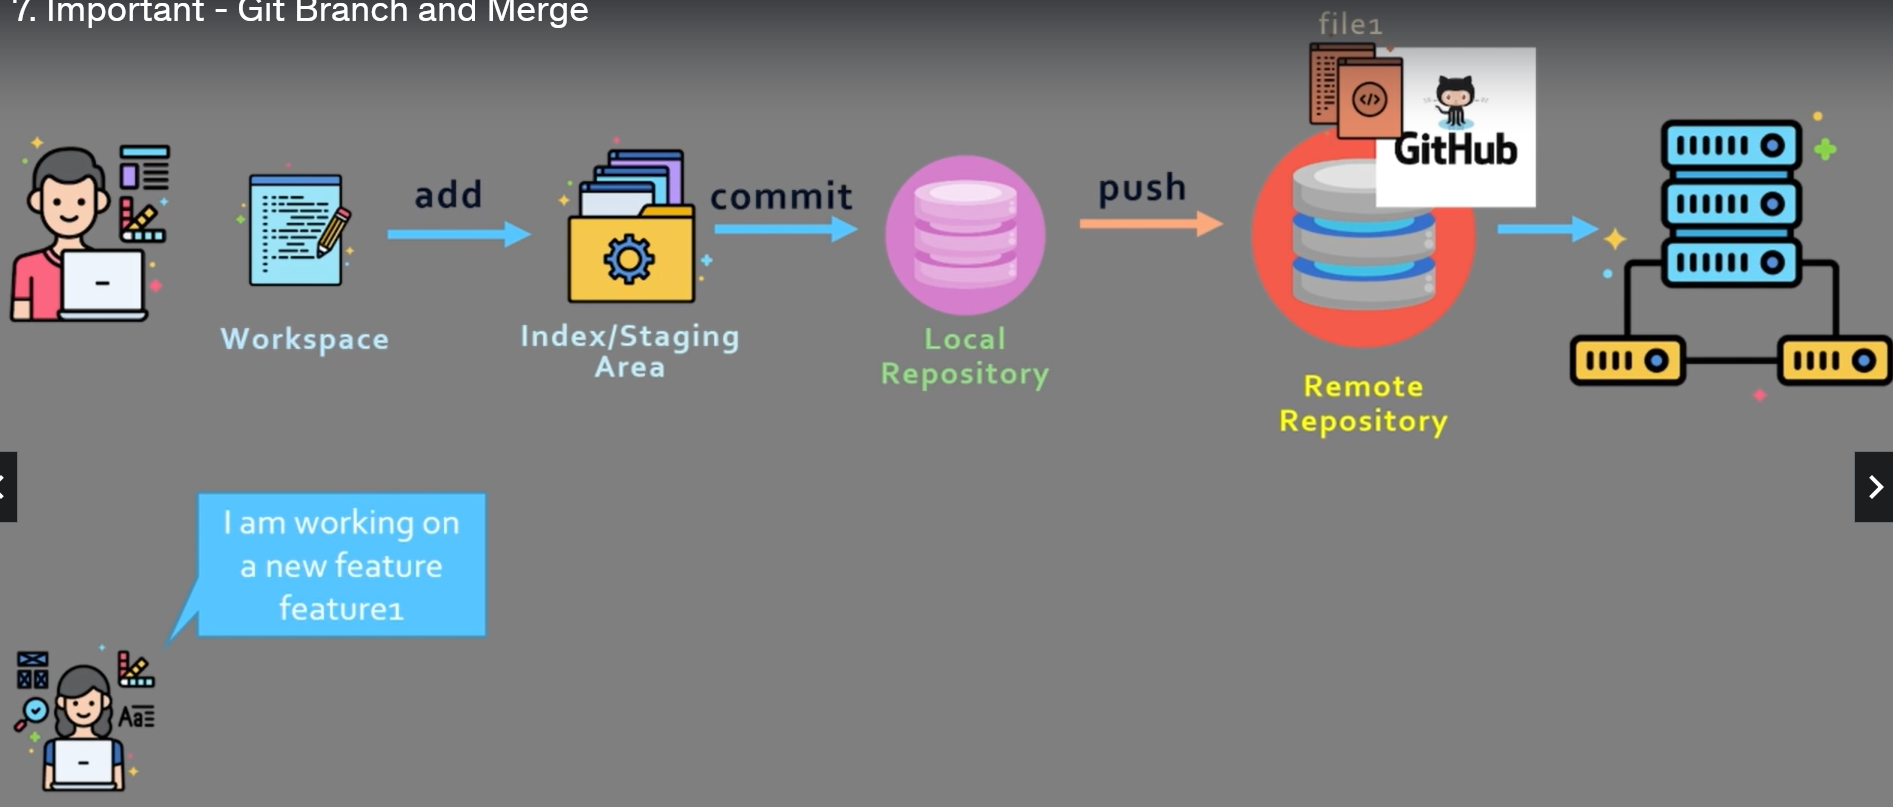 7. Important - Git Branch and Merge
file1
GitHub
add
commit
push
Workspace
Index/Staging
Area
Local
Repository
Remote
Repository
I am working on
a new feature
feature1
Aa